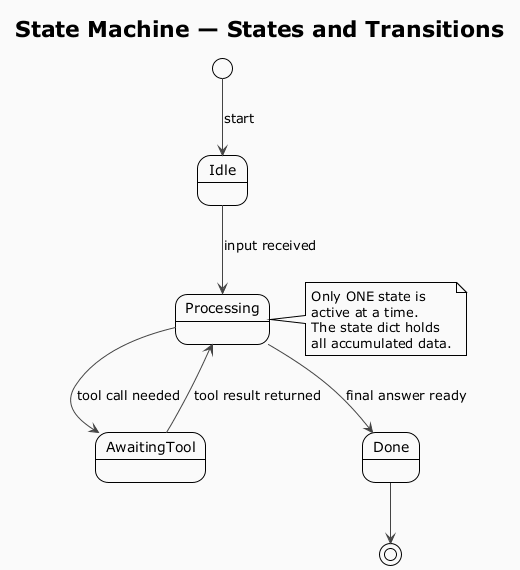 State Machine — States and Transitions
start
Idle
input received
Processing
Only ONE state is
active at a time.
The state dict holds
all accumulated data.
tool call needed
tool result returned
final answer ready
AwaitingTool
Done